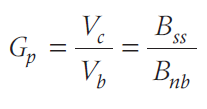 G_p = V_c / V_b = B_ss / B_nb